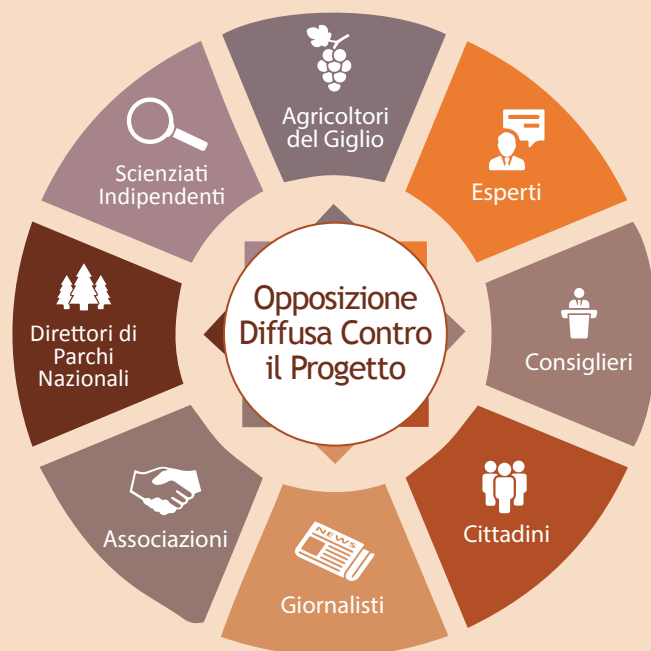 Opposizione
Diffusa Contro
il Progetto
Agricoltori
del Giglio
Esperti
Consiglieri
Cittadini
NEWS
Giornalisti
Associazioni
Direttori di
Parchi
Nazionali
Scienziati
Indipendenti